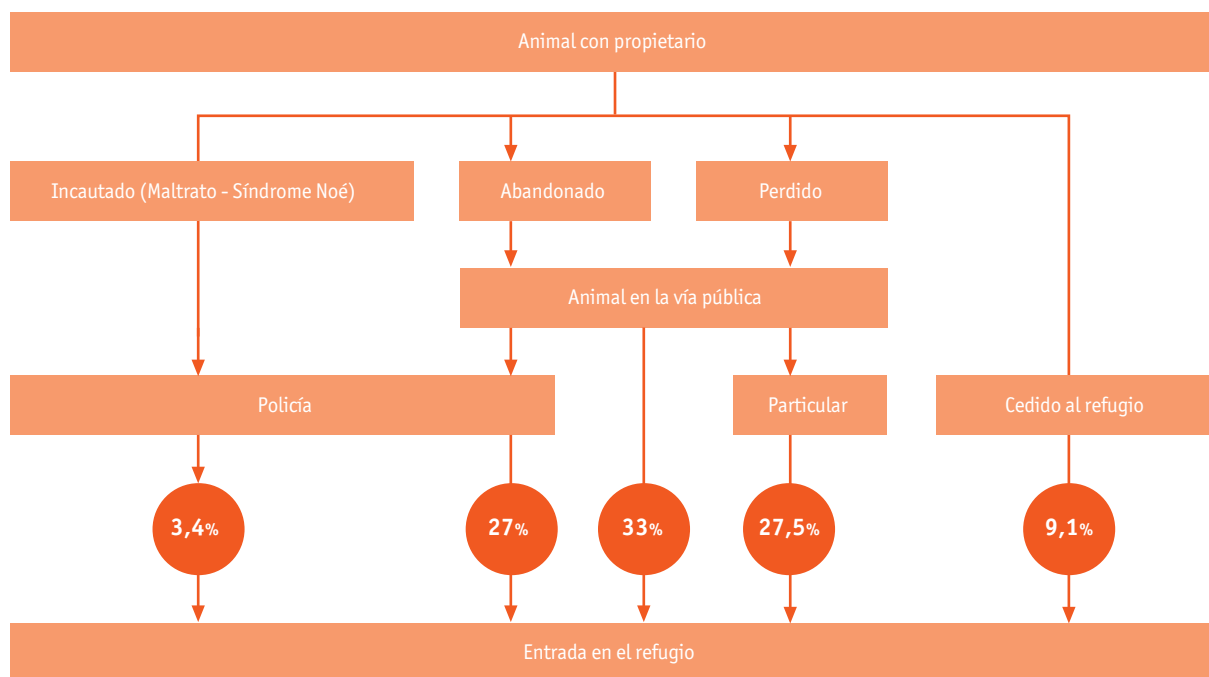 Animal con propietario
Incautado (Maltrato - Síndrome Noé)
Abandonado
Perdido
Animal en la vía pública
Policía
Particular
Cedido al refugio
3,4%
27%
33%
27,5%
9,1%
Entrada en el refugio